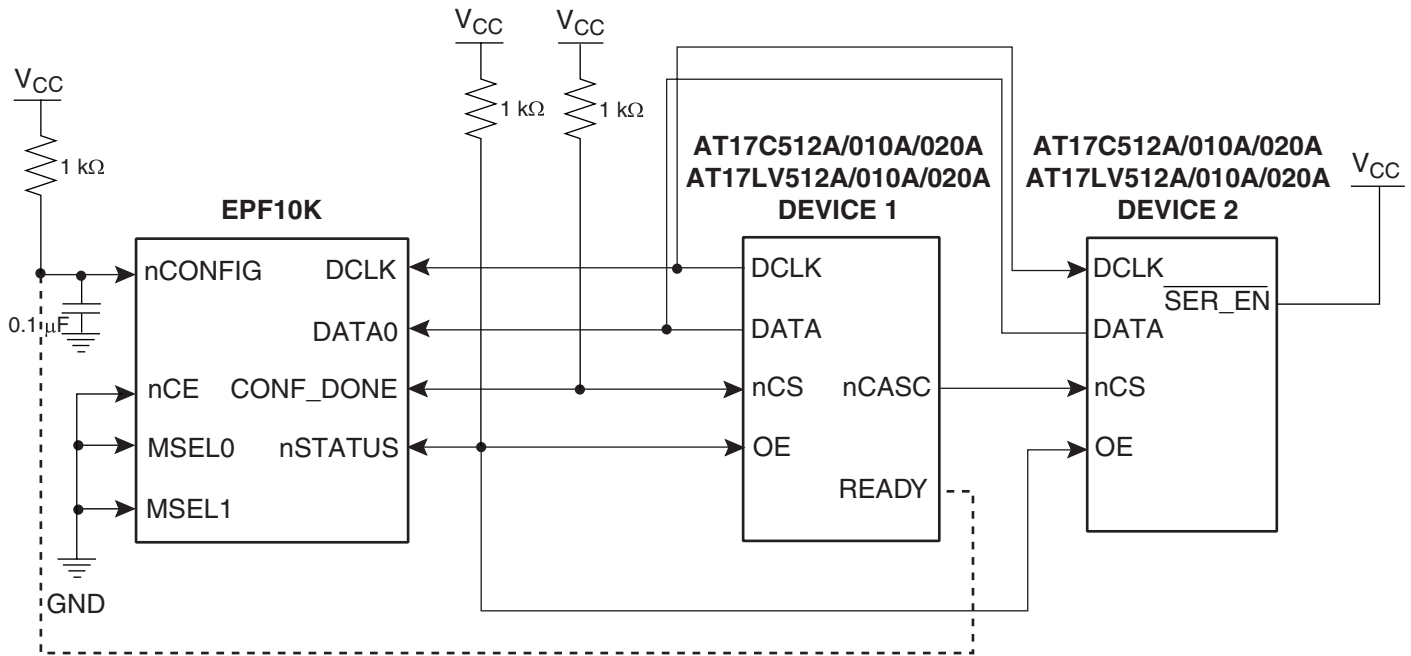 VCC
VCC
VCC
1 kΩ
1 kΩ
1 kΩ
AT17C512A/010A/020A
AT17LV512A/010A/020A
DEVICE 1
AT17C512A/010A/020A
AT17LV512A/010A/020A
DEVICE 2
VCC
EPF10K
nCONFIG
DCLK
DATA0
nCE
CONF_DONE
MSEL0
nSTATUS
MSEL1
0.1 μF
GND
DCLK
DATA
nCS
nCASC
OE
READY
DCLK
SER_EN
DATA
nCS
OE